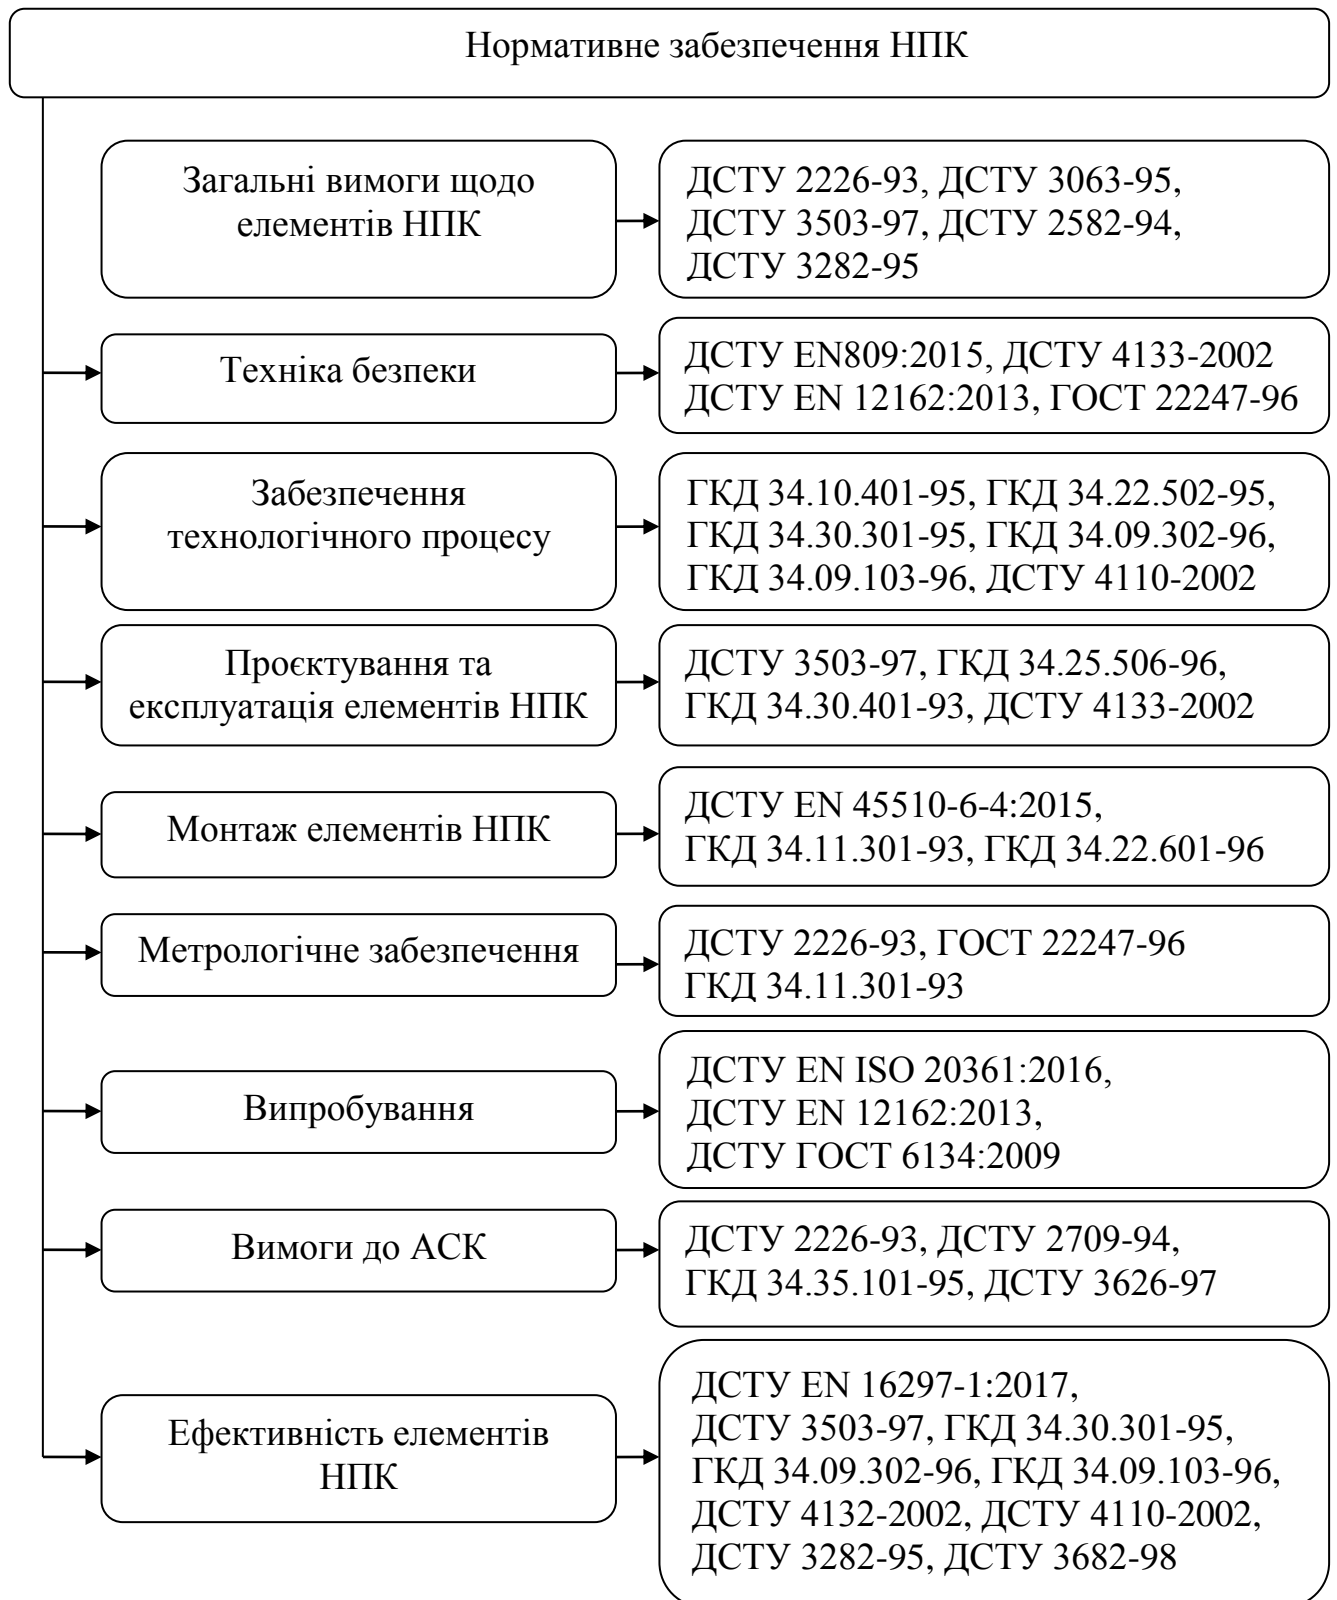 Нормативне забезпечення НПК
Загальні вимоги щодо
елементів НПК
ДСТУ 2226-93, ДСТУ 3063-95,
ДСТУ 3503-97, ДСТУ 2582-94,
ДСТУ 3282-95
Техніка безпеки
ДСТУ EN809:2015, ДСТУ 4133-2002
ДСТУ EN 12162:2013, ГОСТ 22247-96
Забезпечення
технологічного процесу
ГКД 34.10.401-95, ГКД 34.22.502-95,
ГКД 34.30.301-95, ГКД 34.09.302-96,
ГКД 34.09.103-96, ДСТУ 4110-2002
Проєктування та
експлуатація елементів НПК
ДСТУ 3503-97, ГКД 34.25.506-96,
ГКД 34.30.401-93, ДСТУ 4133-2002
Монтаж елементів НПК
ДСТУ EN 45510-6-4:2015,
ГКД 34.11.301-93, ГКД 34.22.601-96
Метрологічне забезпечення
ДСТУ 2226-93, ГОСТ 22247-96
ГКД 34.11.301-93
Випробування
ДСТУ EN ISO 20361:2016,
ДСТУ EN 12162:2013,
ДСТУ ГОСТ 6134:2009
Вимоги до АСК
ДСТУ 2226-93, ДСТУ 2709-94,
ГКД 34.35.101-95, ДСТУ 3626-97
Ефективність елементів
НПК
ДСТУ EN 16297-1:2017,
ДСТУ 3503-97, ГКД 34.30.301-95,
ГКД 34.09.302-96, ГКД 34.09.103-96,
ДСТУ 4132-2002, ДСТУ 4110-2002,
ДСТУ 3282-95, ДСТУ 3682-98